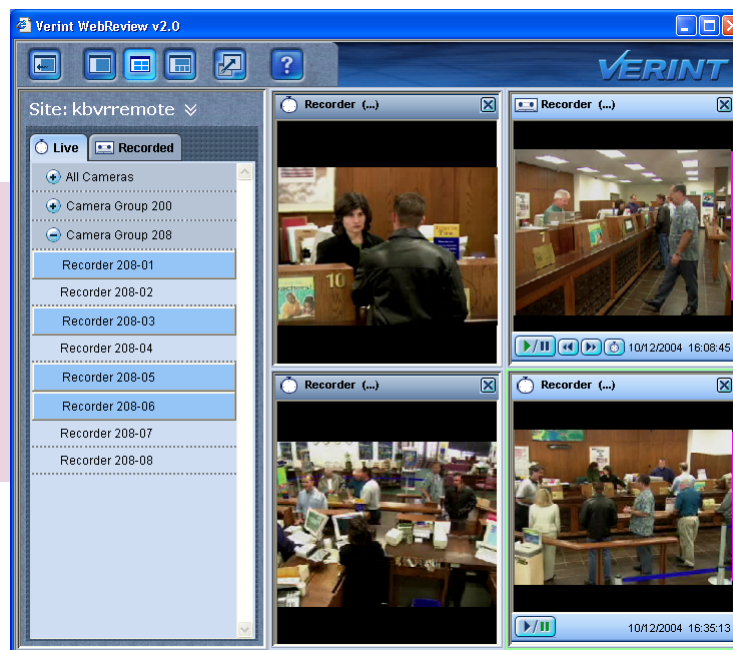 Verint WebReview v2.0
VERINT
Site: kbvrremote
Live
Recorded
All Cameras
Camera Group 200
Camera Group 208
Recorder 208-01
Recorder 208-02
Recorder 208-03
Recorder 208-04
Recorder 208-05
Recorder 208-06
Recorder 208-07
Recorder 208-08
Recorder (...)
10
Recorder (...)
10/12/2004 16:08:45
Recorder (...)
Recorder (...)
10/12/2004 16:35:13